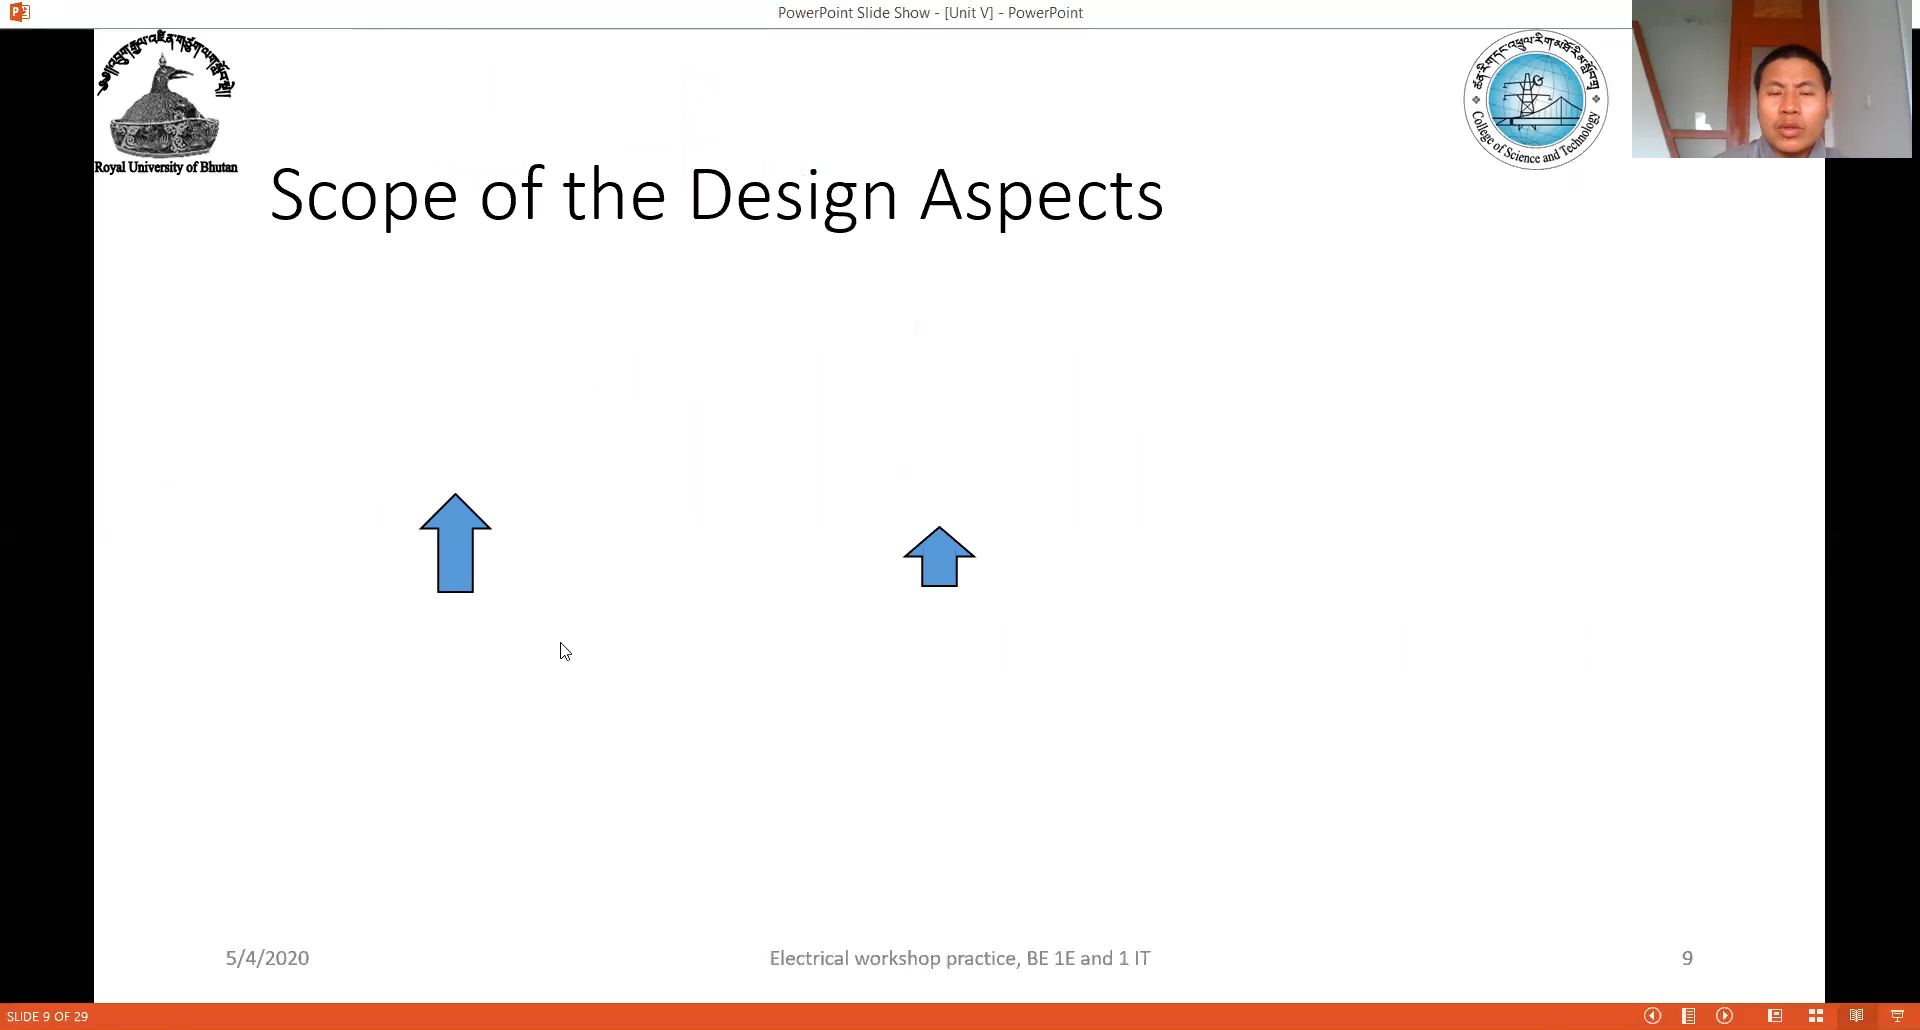 PowerPoint Slide Show - [Unit V] - PowerPoint
Royal University of Bhutan
College of Science and Technology
Scope of the Design Aspects
5/4/2020
Electrical workshop practice, BE 1E and 1 IT
9
SLIDE 9 OF 29